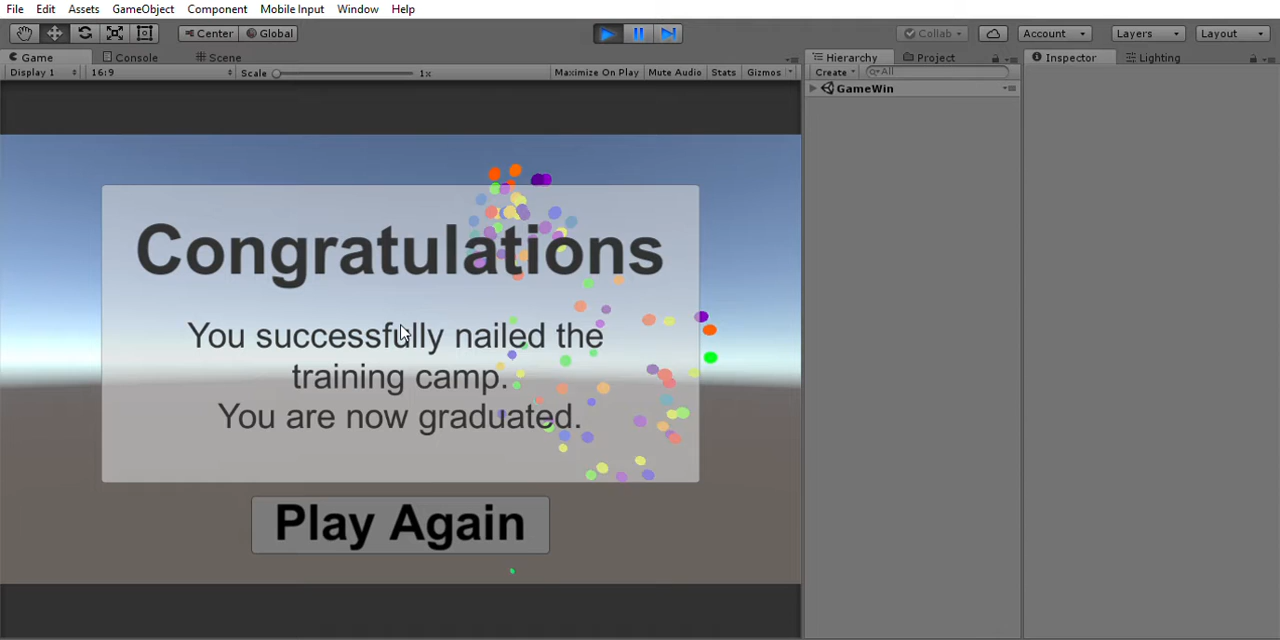 File Edit Assets GameObject Component Mobile Input Window Help
Center Global Collab Account Layers Layout
Game Console Scene Hierarchy Project Inspector Lighting
Display 1 16:9 Scale 1x Maximize On Play Mute Audio Stats Gizmos Create All
GameWin
Congratulations
You successfully nailed the
training camp.
You are now graduated.
Play Again